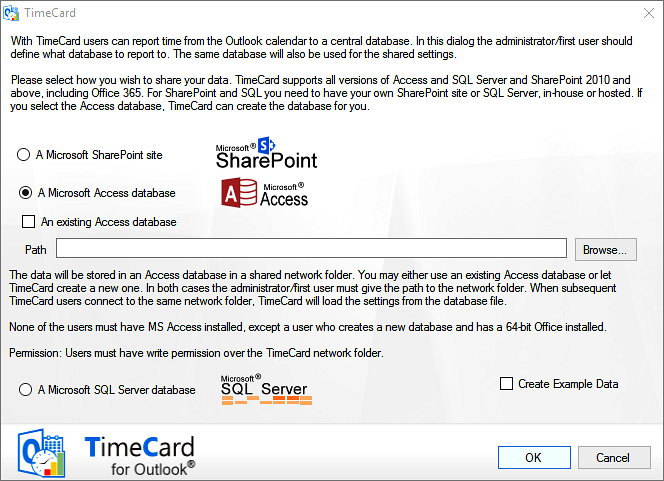 TimeCard
With TimeCard users can report time from the Outlook calendar to a central database. In this dialog the administrator/first user should
define what database to report to. The same database will also be used for the shared settings.
Please select how you wish to share your data. TimeCard supports all versions of Access and SQL Server and SharePoint 2010 and
above, including Office 365. For SharePoint and SQL you need to have your own SharePoint site or SQL Server, in-house or hosted. If
you select the Access database, TimeCard can create the database for you.
A Microsoft SharePoint site
Microsoft®
SharePoint
A Microsoft Access database
Microsoft®
Access
An existing Access database
Path
Browse...
The data will be stored in an Access database in a shared network folder. You may either use an existing Access database or let
TimeCard create a new one. In both cases the administrator/first user must give the path to the network folder. When subsequent
TimeCard users connect to the same network folder, TimeCard will load the settings from the database file.
None of the users must have MS Access installed, except a user who creates a new database and has a 64-bit Office installed.
Permission: Users must have write permission over the TimeCard network folder.
A Microsoft SQL Server database
Microsoft®
SQL Server
Create Example Data
TimeCard
for Outlook®
OK
Cancel